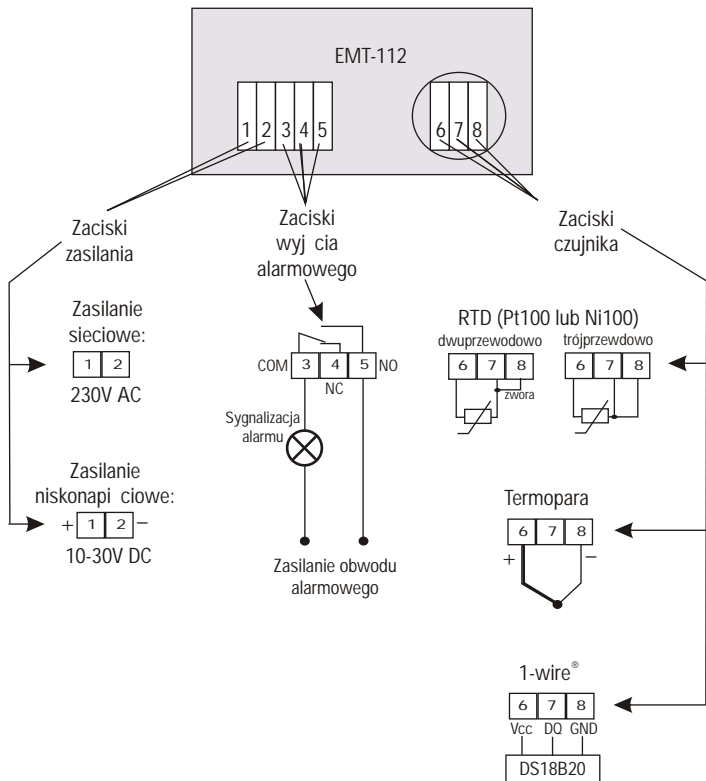 EMT-112
1 2 3 4 5
6 7 8
Zaciski
zasilania
Zaciski
wyj cia
alarmowego
Zaciski
czujnika
Zasilanie
sieciowe:
1 2
230V AC
Zasilanie
niskonapi ciowe:
+ 1 2 −
10-30V DC
COM 3 4 5 NO
NC
Sygnalizacja
alarmu
Zasilanie obwodu
alarmowego
RTD (Pt100 lub Ni100)
dwuprzewodowo
6 7 8
zwora
trójprzewdowo
6 7 8
Termopara
6 7 8
+ −
1-wire®
6 7 8
Vcc DQ GND
DS18B20